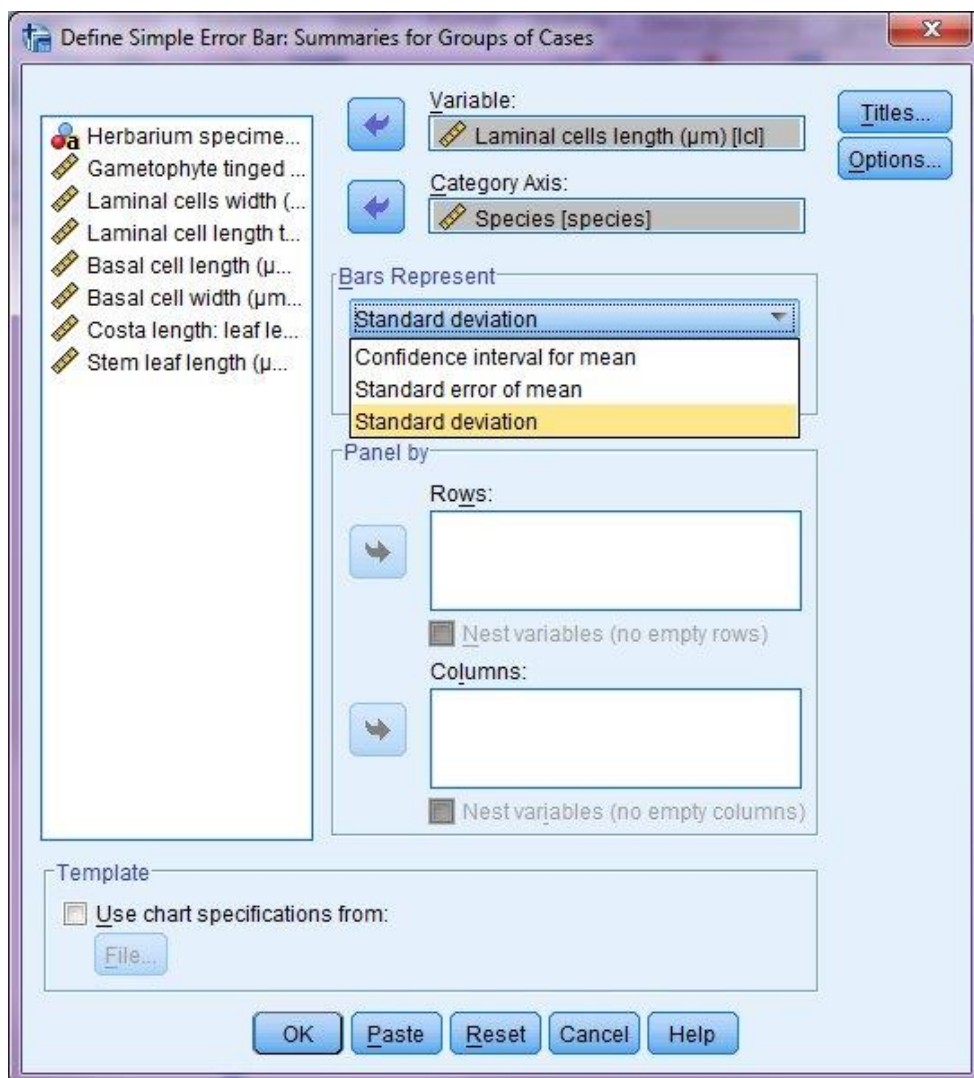 Define Simple Error Bar: Summaries for Groups of Cases
Herbarium specime...
Gametophyte tinged ...
Laminal cells width (...
Laminal cell length t...
Basal cell length (µ...
Basal cell width (µm...
Costa length: leaf le...
Stem leaf length (µ...
Variable:
Laminal cells length (µm) [lcl]
Category Axis:
Species [species]
Titles...
Options...
Bars Represent
Standard deviation
Confidence interval for mean
Standard error of mean
Standard deviation
Panel by
Rows:
Nest variables (no empty rows)
Columns:
Nest variables (no empty columns)
Template
Use chart specifications from:
File...
OK Paste Reset Cancel Help